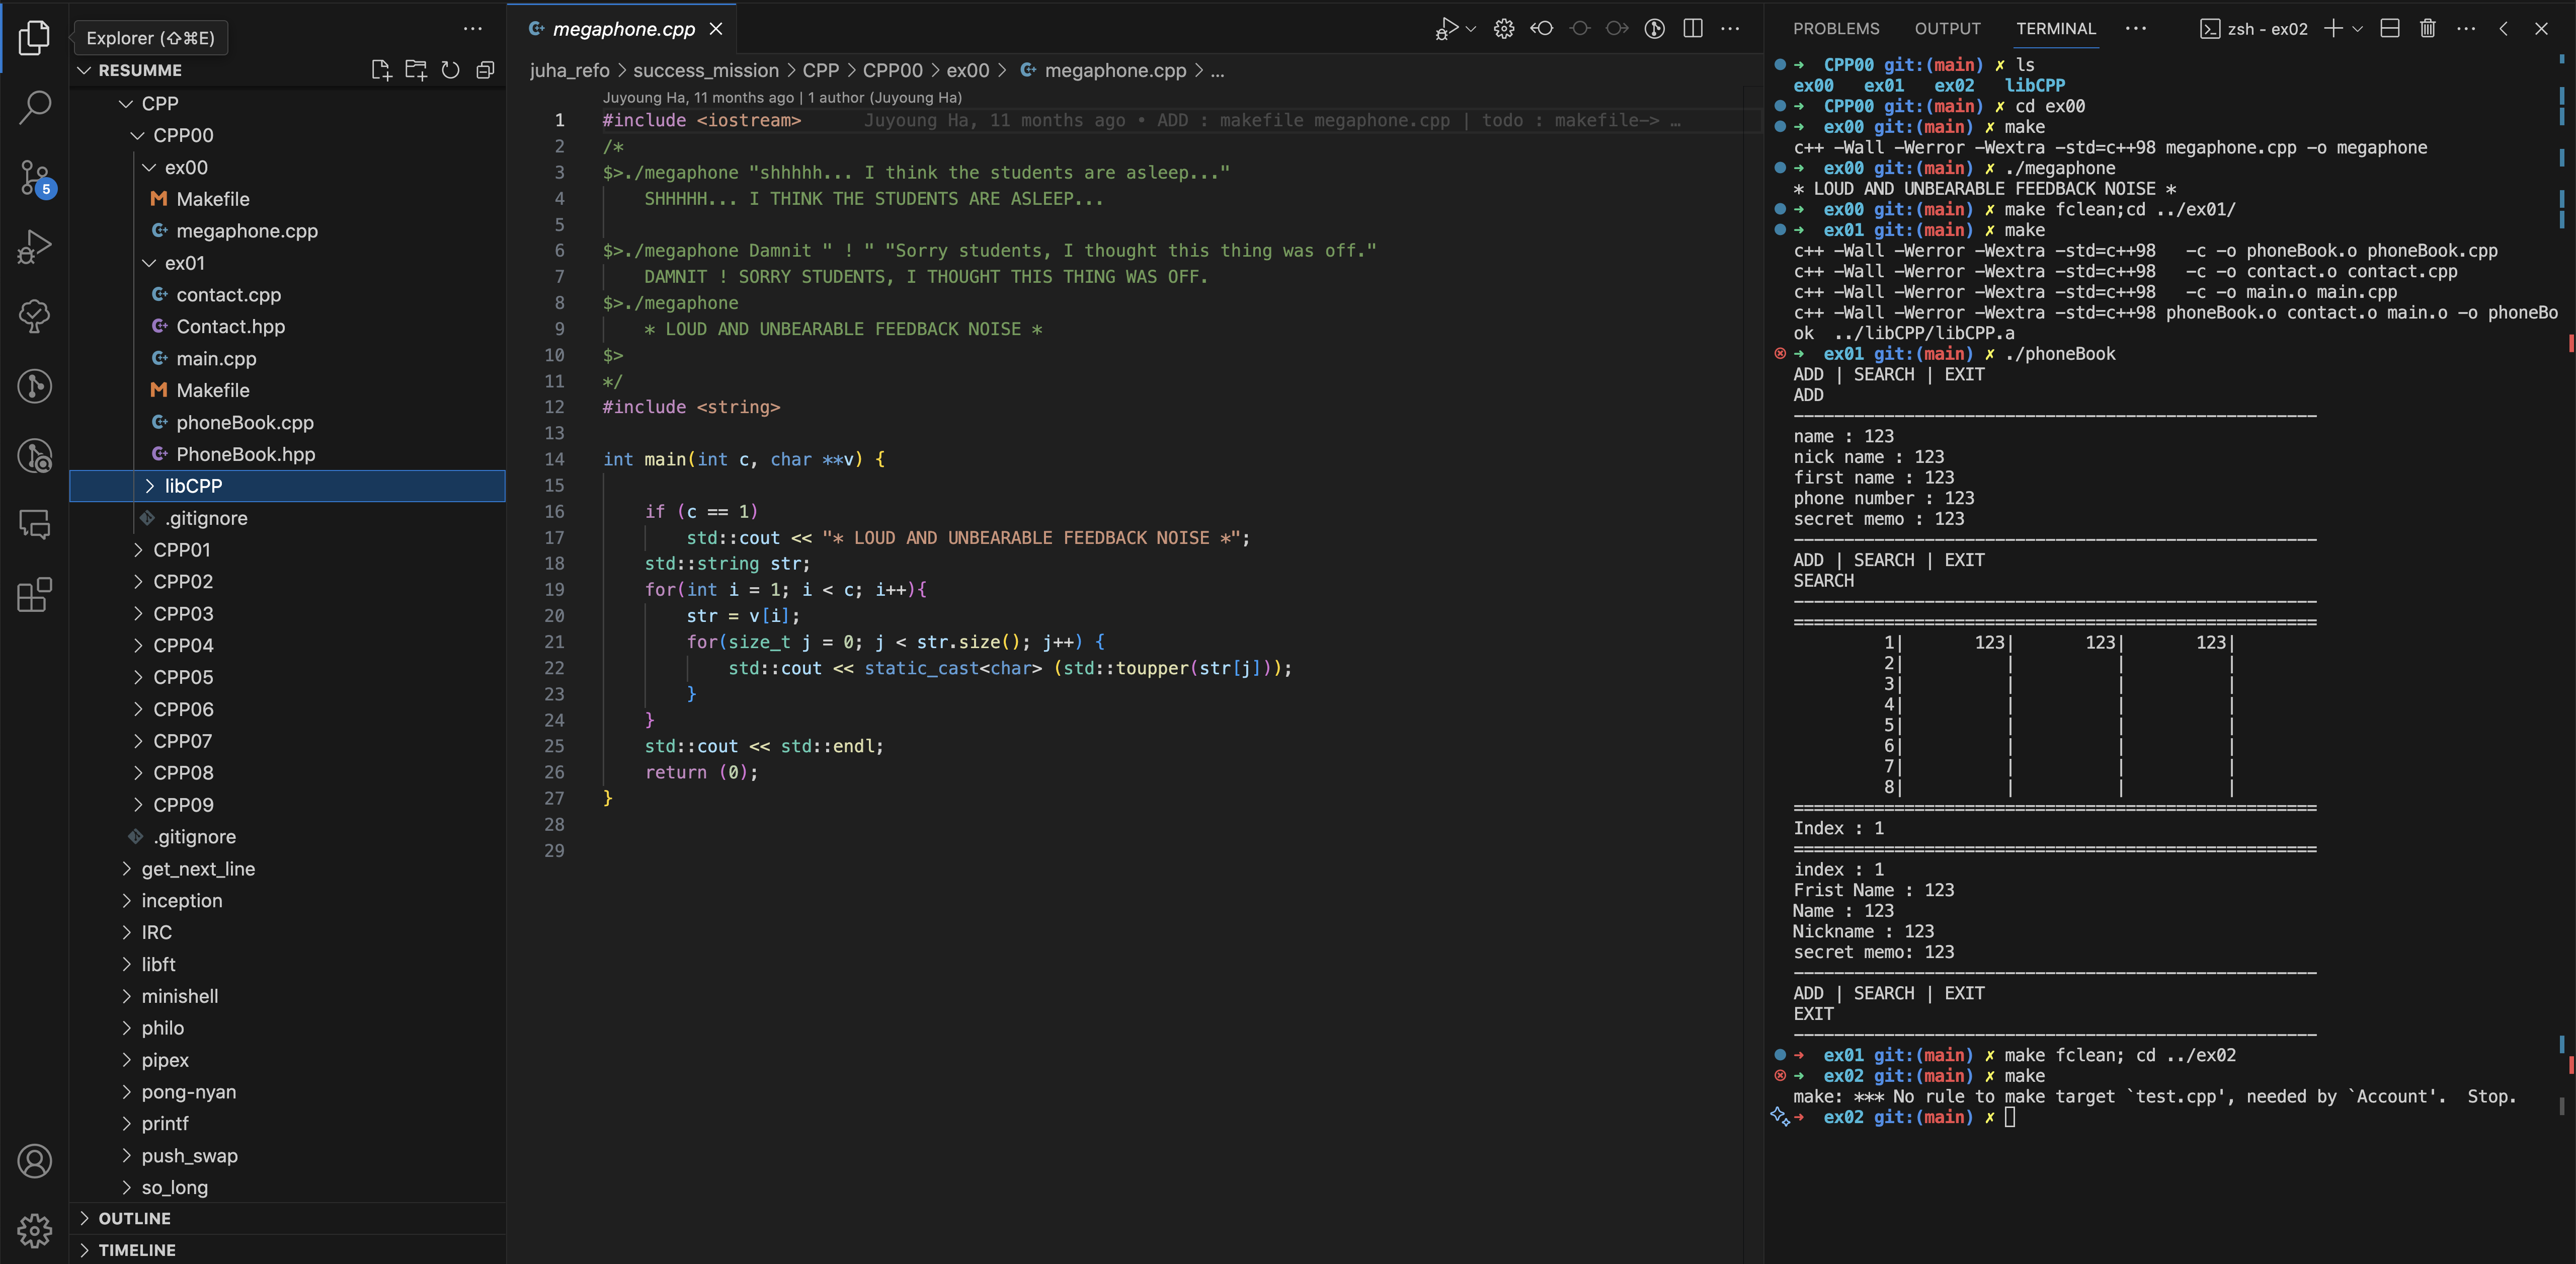 Explorer (⇧⌘E)
RESUMME
CPP
CPP00
ex00
Makefile
megaphone.cpp
ex01
contact.cpp
Contact.hpp
main.cpp
Makefile
phoneBook.cpp
PhoneBook.hpp
libCPP
.gitignore
CPP01
CPP02
CPP03
CPP04
CPP05
CPP06
CPP07
CPP08
CPP09
.gitignore
get_next_line
inception
IRC
libft
minishell
philo
pipex
pong-nyan
printf
push_swap
so_long
OUTLINE
TIMELINE
5
megaphone.cpp
juha_refo > success_mission > CPP > CPP00 > ex00 > megaphone.cpp > ...
Juyoung Ha, 11 months ago | 1 author (Juyoung Ha)
1 #include <iostream> Juyoung Ha, 11 months ago • ADD : makefile megaphone.cpp | todo : makefile-> …
2 /*
3 $>./megaphone "shhhhh... I think the students are asleep..."
4 SHHHHH... I THINK THE STUDENTS ARE ASLEEP...
5
6 $>./megaphone Damnit " ! " "Sorry students, I thought this thing was off."
7 DAMNIT ! SORRY STUDENTS, I THOUGHT THIS THING WAS OFF.
8 $>./megaphone
9 * LOUD AND UNBEARABLE FEEDBACK NOISE *
10 $>
11 */
12 #include <string>
13
14 int main(int c, char **v) {
15
16 if (c == 1)
17 std::cout << "* LOUD AND UNBEARABLE FEEDBACK NOISE *";
18 std::string str;
19 for(int i = 1; i < c; i++){
20 str = v[i];
21 for(size_t j = 0; j < str.size(); j++) {
22 std::cout << static_cast<char> (std::toupper(str[j]));
23 }
24 }
25 std::cout << std::endl;
26 return (0);
27 }
28
29
PROBLEMS OUTPUT TERMINAL ··· zsh - ex02
➜ CPP00 git:(main) ✗ ls
ex00 ex01 ex02 libCPP
➜ CPP00 git:(main) ✗ cd ex00
➜ ex00 git:(main) ✗ make
c++ -Wall -Werror -Wextra -std=c++98 megaphone.cpp -o megaphone
➜ ex00 git:(main) ✗ ./megaphone
* LOUD AND UNBEARABLE FEEDBACK NOISE *
➜ ex00 git:(main) ✗ make fclean;cd ../ex01/
➜ ex01 git:(main) ✗ make
c++ -Wall -Werror -Wextra -std=c++98 -c -o phoneBook.o phoneBook.cpp
c++ -Wall -Werror -Wextra -std=c++98 -c -o contact.o contact.cpp
c++ -Wall -Werror -Wextra -std=c++98 -c -o main.o main.cpp
c++ -Wall -Werror -Wextra -std=c++98 phoneBook.o contact.o main.o -o phoneBo
ok ../libCPP/libCPP.a
➜ ex01 git:(main) ✗ ./phoneBook
ADD | SEARCH | EXIT
ADD
----------------------------------------------------
name : 123
nick name : 123
first name : 123
phone number : 123
secret memo : 123
----------------------------------------------------
ADD | SEARCH | EXIT
SEARCH
----------------------------------------------------
====================================================
1| 123| 123| 123|
2| | | |
3| | | |
4| | | |
5| | | |
6| | | |
7| | | |
8| | | |
====================================================
Index : 1
====================================================
index : 1
Frist Name : 123
Name : 123
Nickname : 123
secret memo: 123
----------------------------------------------------
ADD | SEARCH | EXIT
EXIT
----------------------------------------------------
➜ ex01 git:(main) ✗ make fclean; cd ../ex02
➜ ex02 git:(main) ✗ make
make: *** No rule to make target `test.cpp', needed by `Account'. Stop.
➜ ex02 git:(main) ✗